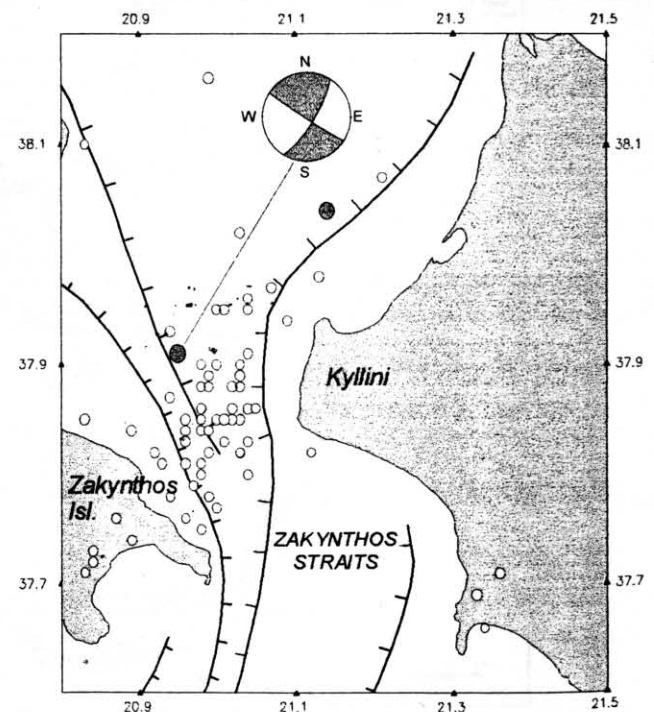 20.9 21.1 21.3 21.5
N
W E
S
38.1 38.1
37.9 37.9
Kyllini
Zakynthos
Isl.
ZAKYNTHOS
STRAITS
37.7 37.7
20.9 21.1 21.3 21.5